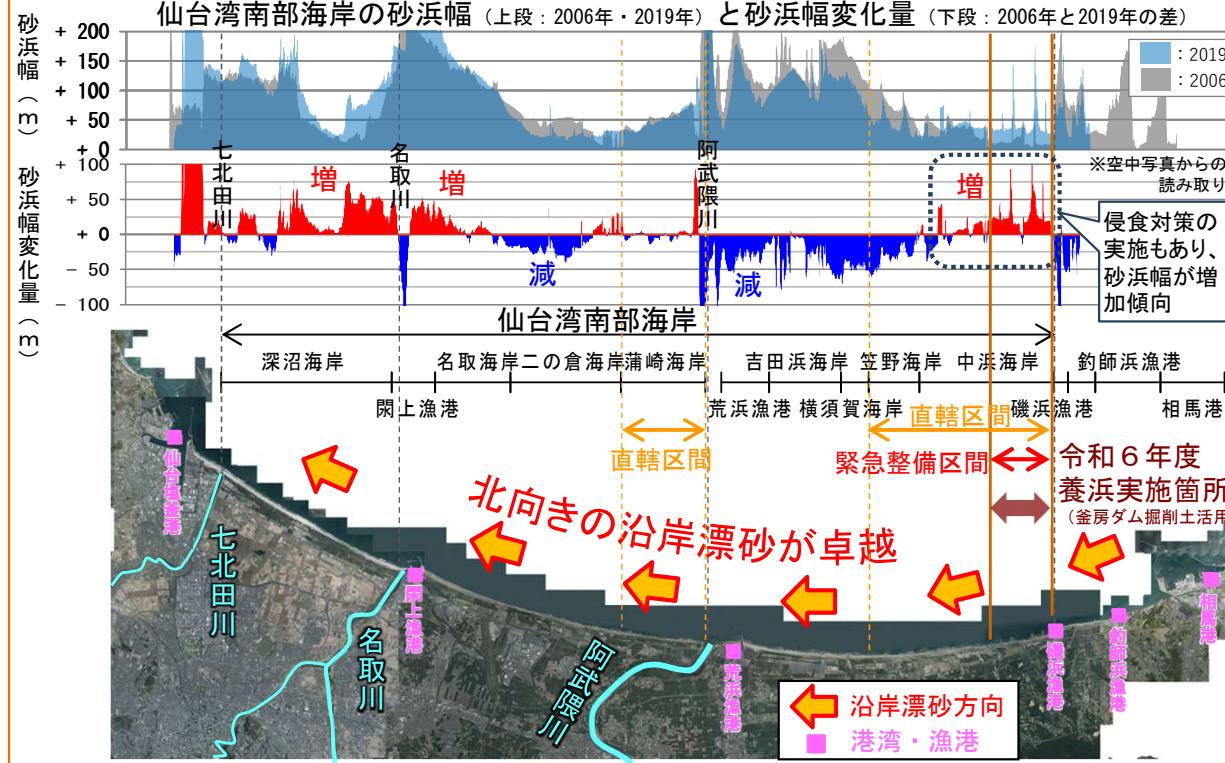 仙台湾南部海岸の砂浜幅（上段：2006年・2019年）と砂浜幅変化量（下段：2006年と2019年の差）
砂浜幅（m）
+ 200
+ 150
+ 100
+ 50
+ 0
：2019
：2006
※空中写真からの
読み取り
砂浜幅変化量（m）
+ 100
+ 50
+ 0
− 50
− 100
七北田川
名取川
阿武隈川
増
増
増
減
減
侵食対策の
実施もあり、
砂浜幅が増
加傾向
仙台湾南部海岸
深沼海岸
名取海岸
二の倉海岸
蒲崎海岸
吉田浜海岸
笠野海岸
中浜海岸
釣師浜漁港
閖上漁港
荒浜漁港
横須賀海岸
磯浜漁港
相馬港
直轄区間
直轄区間
緊急整備区間
令和６年度
養浜実施箇所
（釜房ダム掘削土活用
北向きの沿岸漂砂が卓越
仙台塩釜港
七北田川
名取川
閖上漁港
阿武隈川
荒浜漁港
磯浜漁港
釣師浜漁港
相馬港
沿岸漂砂方向
港湾・漁港